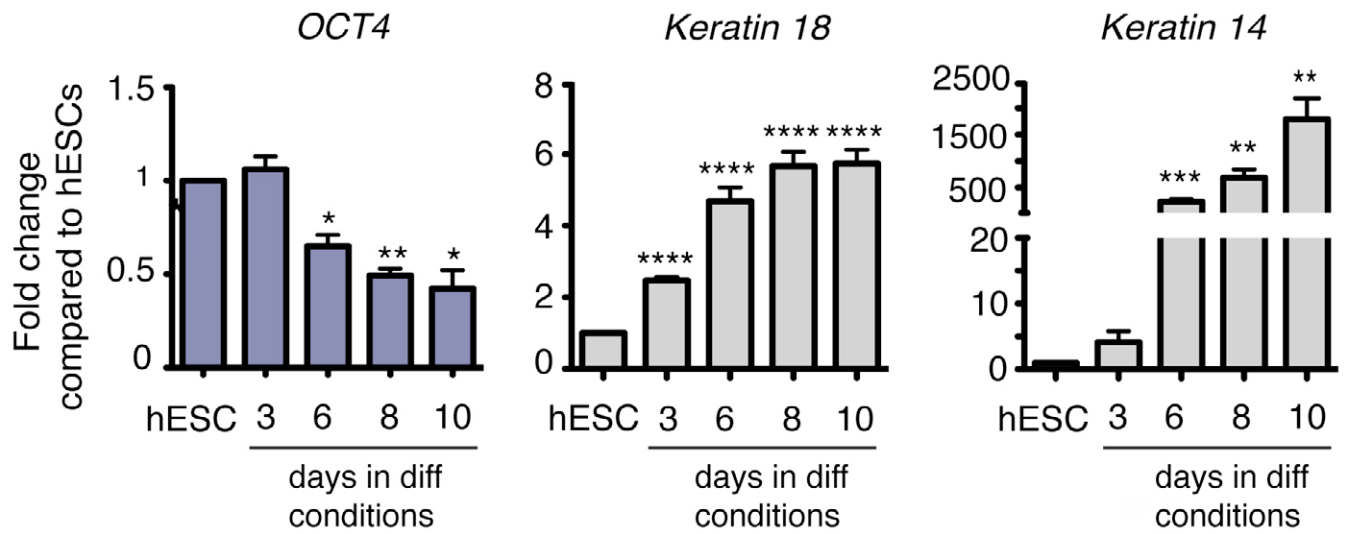 OCT4
Keratin 18
Keratin 14
Fold change
compared to hESCs
1.5
1
0.5
0
*
**
*
hESC 3 6 8 10
days in diff
conditions
8
6
4
2
0
****
****
**** ****
hESC 3 6 8 10
days in diff
conditions
2500
1500
500
20
10
0
***
**
**
hESC 3 6 8 10
days in diff
conditions